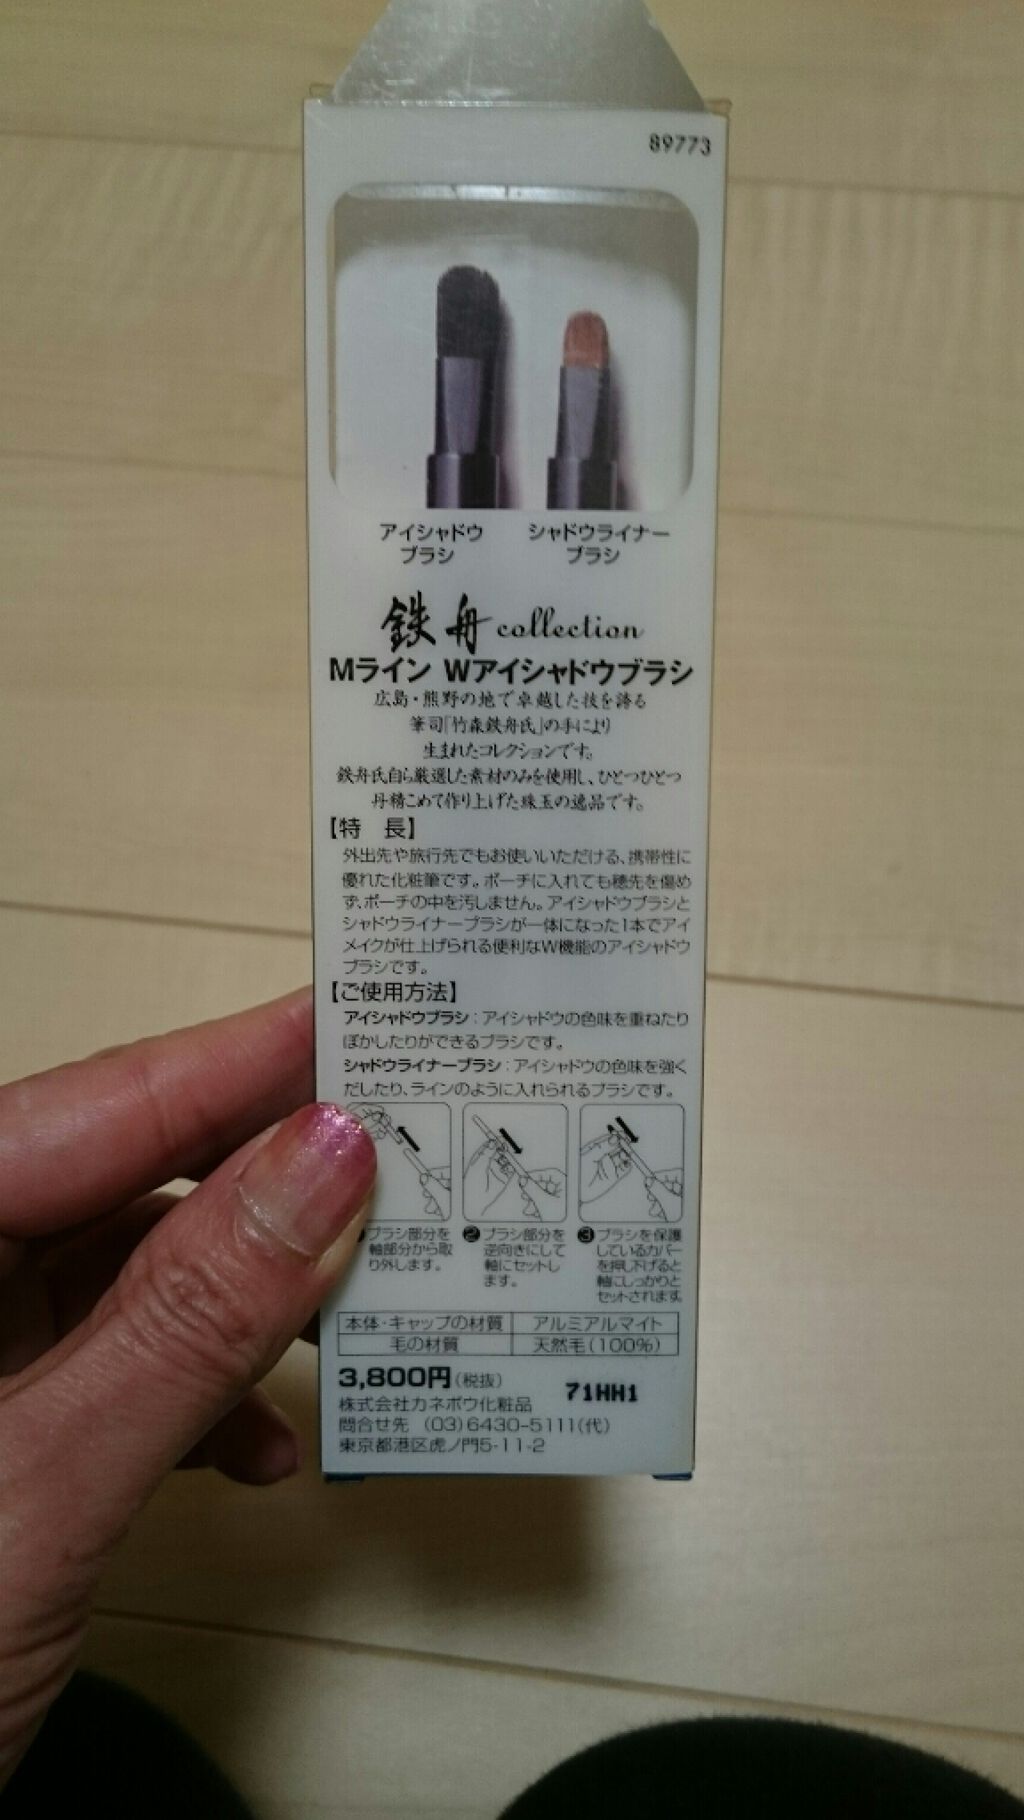 89773
アイシャドウ
ブラシ
シャドウライナー
ブラシ
鉄舟collection
Mライン Wアイシャドウブラシ
広島・熊野の地で卓越した技を誇る
筆司「竹森鉄舟氏」の手により
生まれたコレクションです。
鉄舟氏自ら厳選した素材のみを使用し、ひとつひとつ
丹精こめて作り上げた珠玉の逸品です。
【特　長】
外出先や旅行先でもお使いいただける、携帯性に
優れた化粧筆です。ポーチに入れても穂先を傷め
ず、ポーチの中を汚しません。アイシャドウブラシと
シャドウライナーブラシが一体になった1本でアイ
メイクが仕上げられる便利なW機能のアイシャドウ
ブラシです。
【ご使用方法】
アイシャドウブラシ：アイシャドウの色味を重ねたり
ぼかしたりができるブラシです。
シャドウライナーブラシ：アイシャドウの色味を強く
だしたり、ラインのように入れられるブラシです。
ブラシ部分を
軸部分から取
り外します。
❷ ブラシ部分を
逆向きにして
軸にセットし
ます。
❸ ブラシを保護
しているカバー
を押し下げると
軸にしっかりと
セットされます。
本体・キャップの材質 アルミアルマイト
毛の材質 天然毛(100%)
3,800円(税抜)
71HH1
株式会社カネボウ化粧品
問合せ先 (03)6430-5111(代)
東京都港区虎ノ門5-11-2